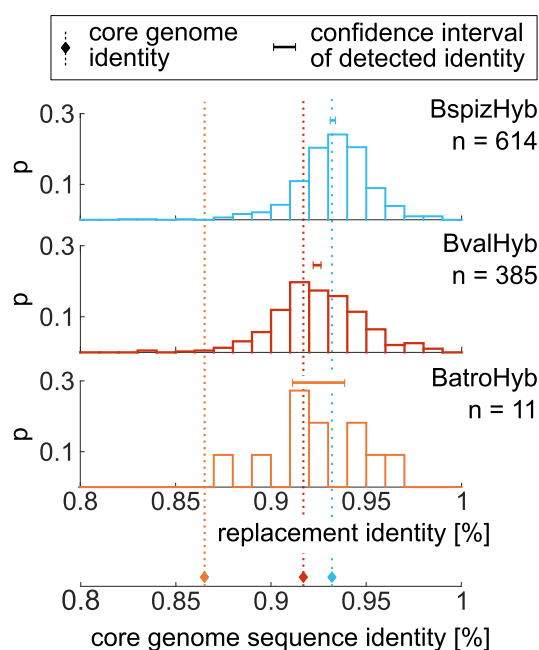 core genome identity
confidence interval of detected identity
BspizHyb
n = 614
0.3
0.1
p
BvalHyb
n = 385
0.3
0.1
p
BatroHyb
n = 11
0.3
0.1
p
0.8 0.85 0.9 0.95 1
replacement identity [%]
0.8 0.85 0.9 0.95 1
core genome sequence identity [%]